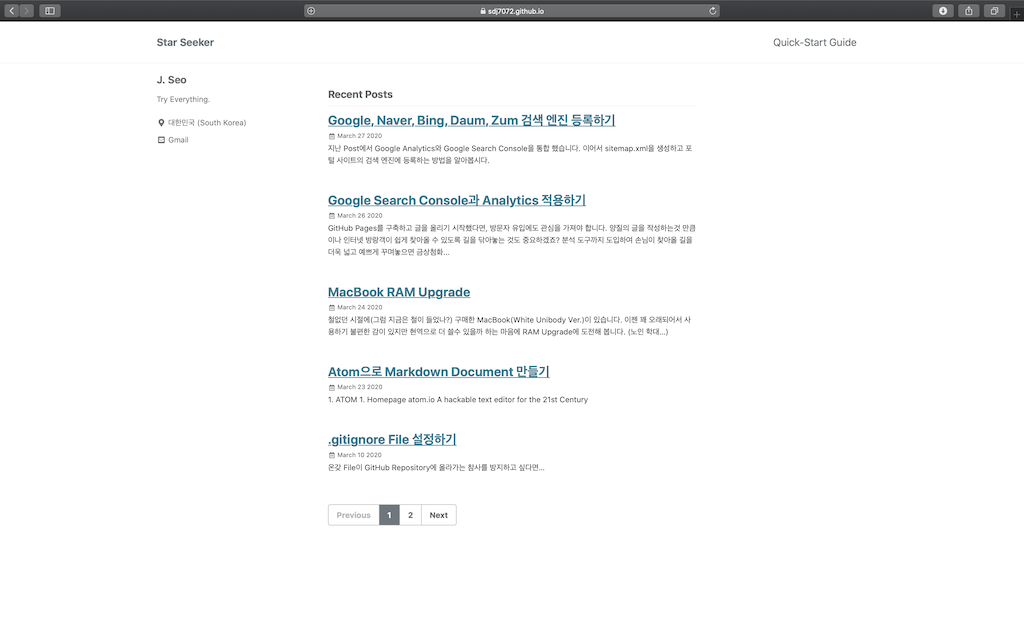 sdj7072.github.io
Star Seeker
Quick-Start Guide
J. Seo
Try Everything.
대한민국 (South Korea)
Gmail
Recent Posts
Google, Naver, Bing, Daum, Zum 검색 엔진 등록하기
March 27 2020
지난 Post에서 Google Analytics와 Google Search Console을 통합 했습니다. 이어서 sitemap.xml을 생성하고 포
털 사이트의 검색 엔진에 등록하는 방법을 알아봅시다.
Google Search Console과 Analytics 적용하기
March 26 2020
GitHub Pages를 구축하고 글을 올리기 시작했다면, 방문자 유입에도 관심을 가져야 합니다. 양질의 글을 작성하는것 만큼
이나 인터넷 방랑객이 쉽게 찾아올 수 있도록 길을 닦아놓는 것도 중요하겠죠? 분석 도구까지 도입하여 손님이 찾아올 길을
더욱 넓고 예쁘게 꾸며놓으면 금상첨화...
MacBook RAM Upgrade
March 24 2020
철없던 시절에(그럼 지금은 철이 들었나?) 구매한 MacBook(White Unibody Ver.)이 있습니다. 이젠 꽤 오래되어서 사
용하기 불편한 감이 있지만 현역으로 더 쓸수 있을까 하는 마음에 RAM Upgrade에 도전해 봅니다. (노인 학대...)
Atom으로 Markdown Document 만들기
March 23 2020
1. ATOM 1. Homepage atom.io A hackable text editor for the 21st Century
.gitignore File 설정하기
March 10 2020
온갖 File이 GitHub Repository에 올라가는 참사를 방지하고 싶다면...
Previous 1 2 Next